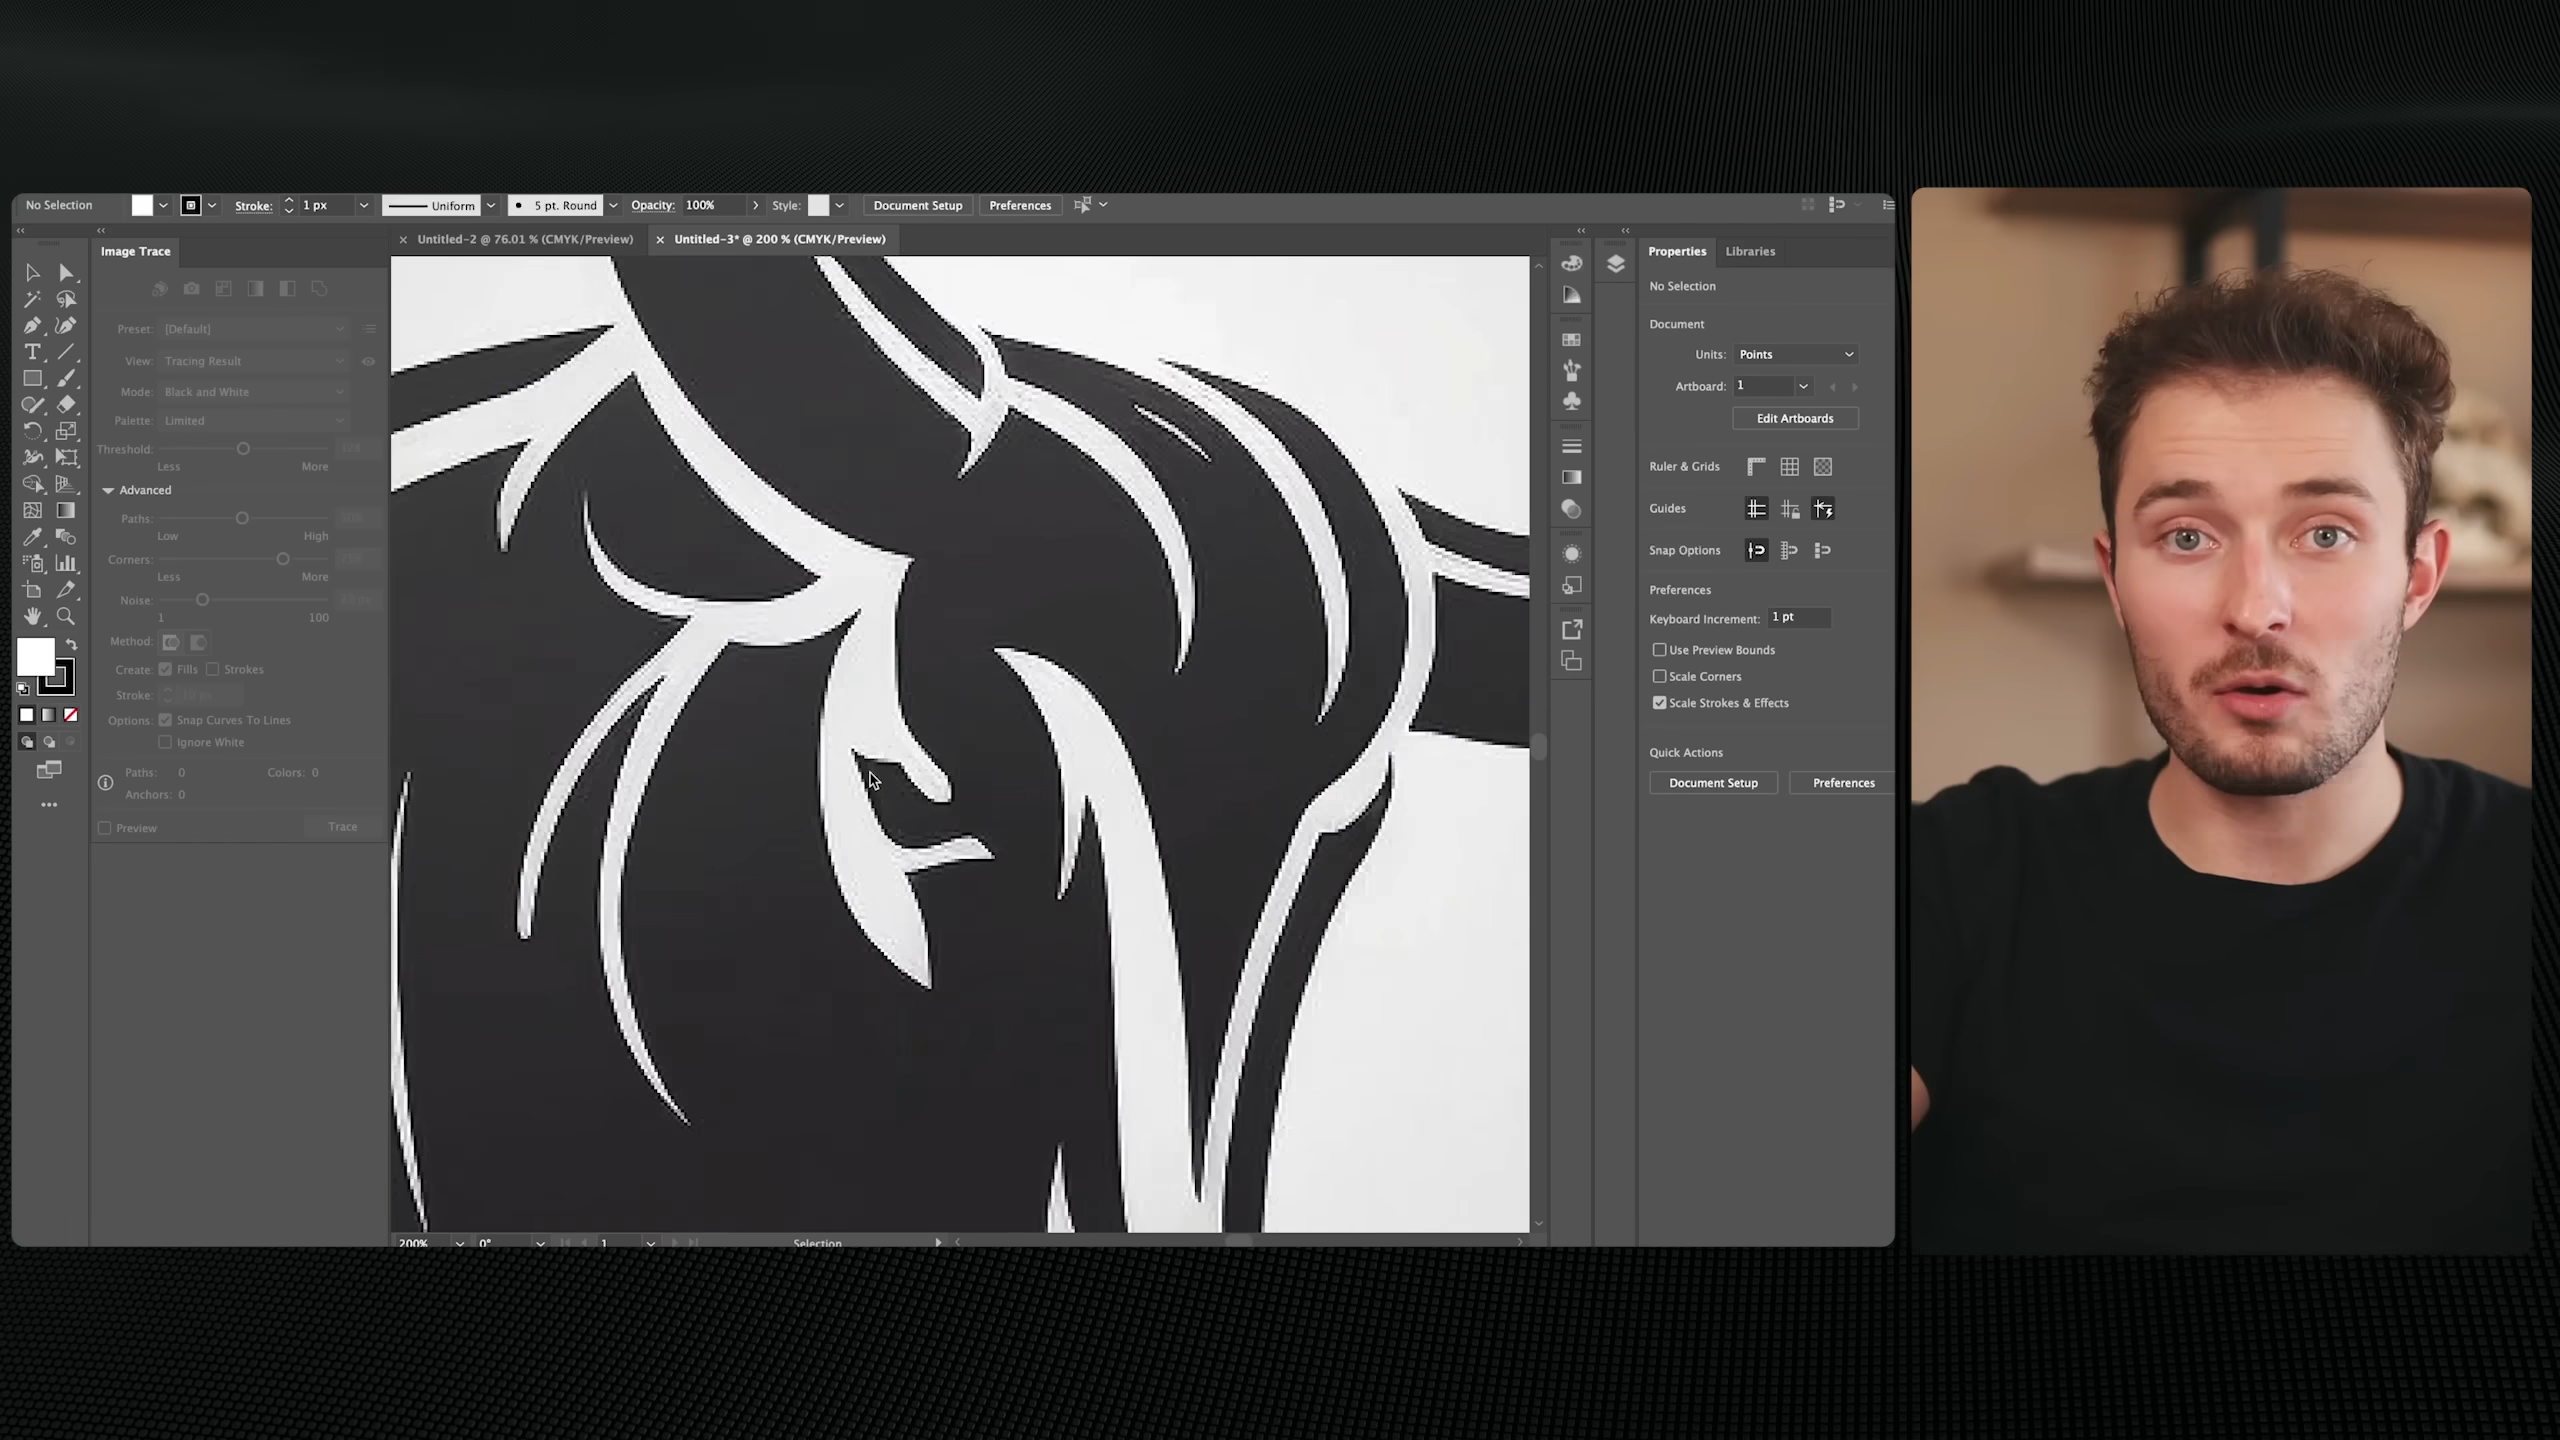 No Selection Stroke: 1 px Uniform 5 pt. Round Opacity: 100% Style: Document Setup Preferences
Image Trace
Untitled-2 @ 76.01 % (CMYK/Preview) Untitled-3* @ 200 % (CMYK/Preview)
Preset: [Default]
View: Tracing Result
Mode: Black and White
Palette: Limited
Threshold:
Less More
Advanced
Paths:
Low High
Corners:
Less More
Noise:
1 100
Method:
Create: Fills Strokes
Stroke:
Options: Snap Curves To Lines
Ignore White
Paths: 0 Colors: 0
Anchors: 0
Preview Trace
200% 0° 1 Selection
Properties Libraries
No Selection
Document
Units: Points
Artboard: 1
Edit Artboards
Ruler & Grids
Guides
Snap Options
Preferences
Keyboard Increment: 1 pt
Use Preview Bounds
Scale Corners
Scale Strokes & Effects
Quick Actions
Document Setup Preferences